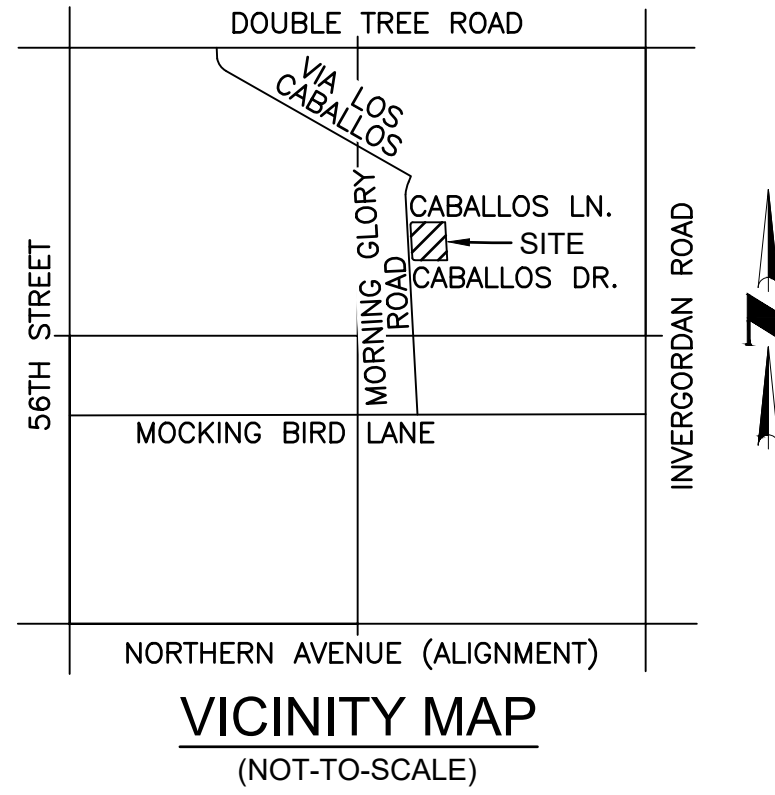 DOUBLE TREE ROAD
VIA LOS
CABALLOS
CABALLOS LN.
SITE
CABALLOS DR.
MORNING GLORY
ROAD
56TH STREET
INVERGORDAN ROAD
N
MOCKING BIRD LANE
NORTHERN AVENUE (ALIGNMENT)
VICINITY MAP
(NOT-TO-SCALE)